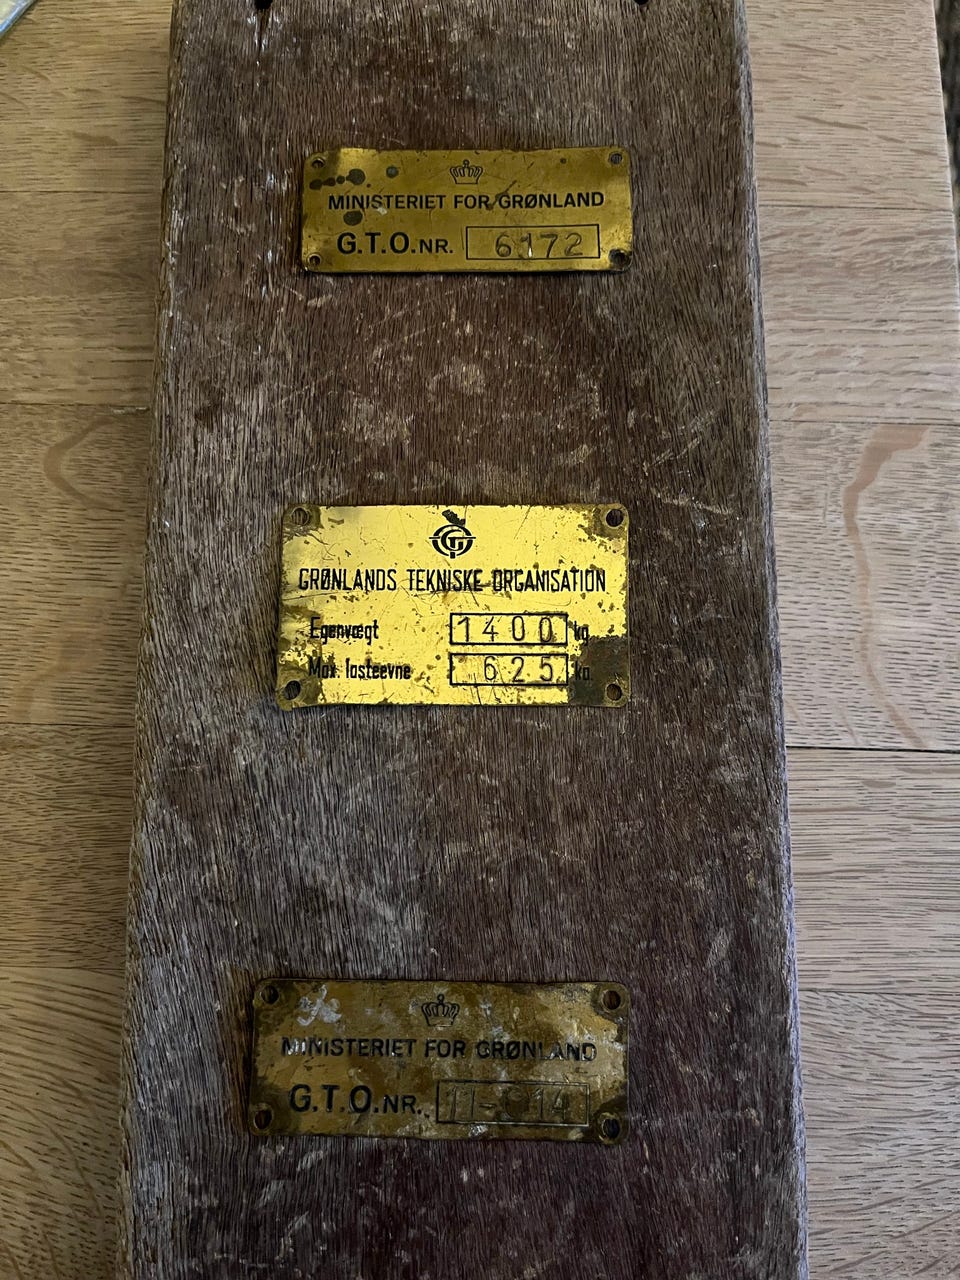 MINISTERIET FOR GRØNLAND
G.T.O. NR. 6172
GRØNLANDS TEKNISKE ORGANISATION
Egenvægt 1400 kg
Max. lasteevne 625 kg.
MINISTERIET FOR GRØNLAND
G.T.O. NR.